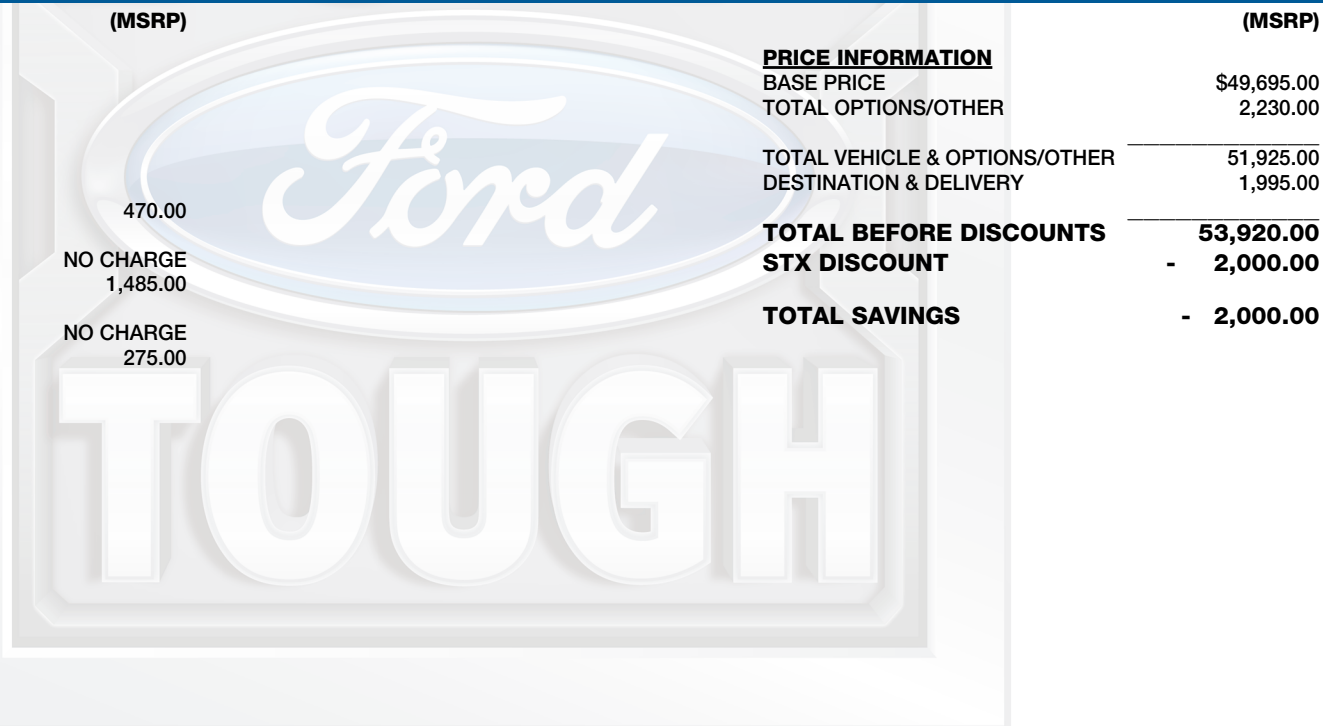 (MSRP)
470.00
NO CHARGE
1,485.00
NO CHARGE
275.00
(MSRP)
PRICE INFORMATION
BASE PRICE $49,695.00
TOTAL OPTIONS/OTHER 2,230.00
TOTAL VEHICLE & OPTIONS/OTHER 51,925.00
DESTINATION & DELIVERY 1,995.00
TOTAL BEFORE DISCOUNTS 53,920.00
STX DISCOUNT - 2,000.00
TOTAL SAVINGS - 2,000.00
Ford
TOUGH